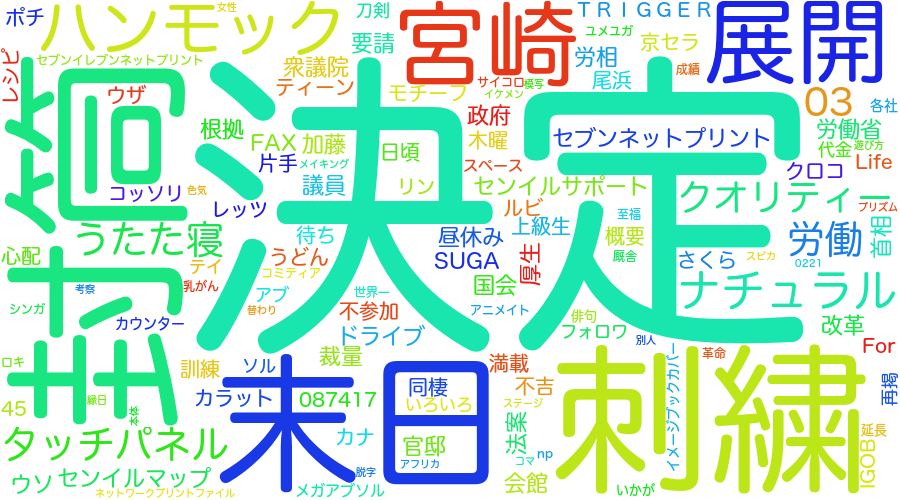 女性
ポチ
ハンモック
刀剣
宮崎
TRIGGER
展開
ユメユガ
要請
京セラ
労相
尾浜
成績
セブンイレブンネットプリント
レシピ
ウザ
衆議院
ティーン
サイコロ
模写
イケメン
モチーフ
03
各社
封筒
決定
根拠
FAX
加藤
政府
木曜
セブンネットプリント
労働省
代金
遊び方
片手
メイキング
日頃
スペース
クロコ
Life
コッソリ
色気
議員
リン
センイルサポート
クオリティー
プリズム
レッツ
ルビ
至福
うたた寝
待ち
昼休み
上級生
概要
労働
首相
心配
テイ
うどん
SUGA
厚生
厩舎
さくら
スピカ
0221
コミティア
乳がん
考察
アブ
世界一
国会
ナチュラル
シンガ
カウンター
替わり
不参加
アニメイト
俳句
ドライブ
フォロワ
改革
別人
ロキ
訓練
ソル
末日
裁量
満載
刺繍
革命
For
45
縁日
本体
カラット
087417
同棲
いろいろ
不吉
ステージ
イメージブックカバー
再掲
タッチパネル
カナ
官邸
法案
延長
IGOB
ウソ
センイルマップ
脱字
アフリカ
コマ
np
ネットワークプリントファイル
メガアブソル
会館
いかが